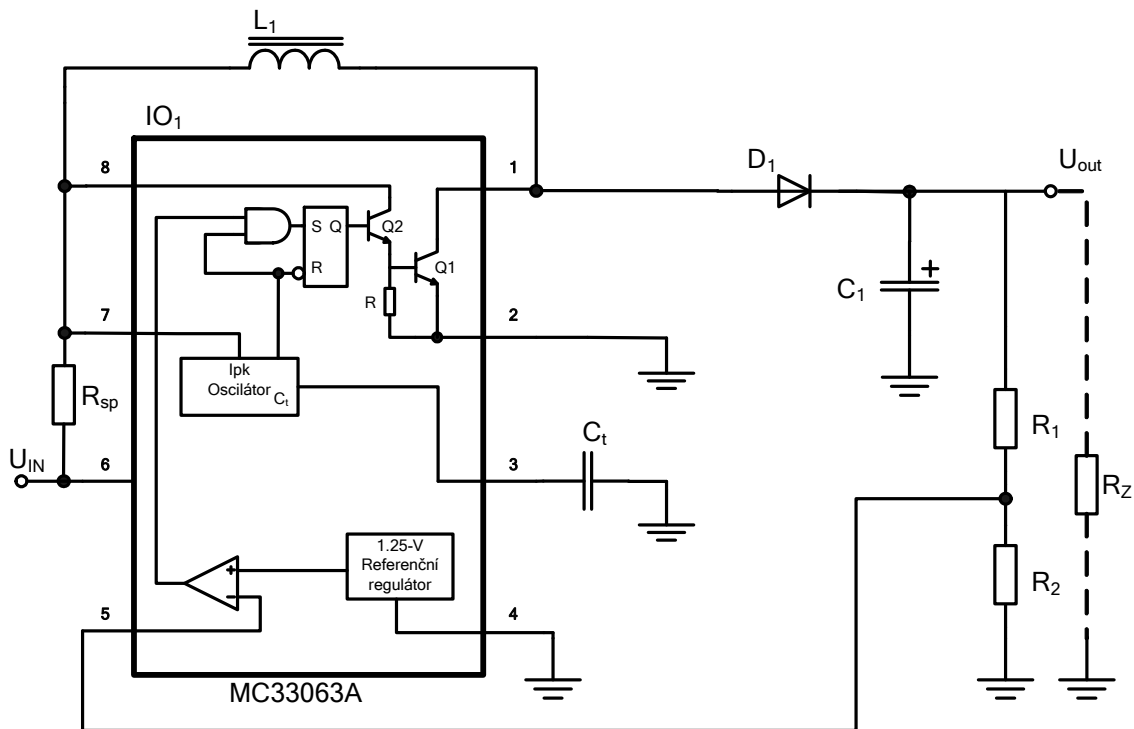 L1
IO1
8
1
D1
Uout
S Q
Q2
R
Q1
C1
R
7
2
Ipk
Oscilátor Ct
Rsp
R1
Ct
UIN
6
3
RZ
1.25-V
Referenční
regulátor
R2
5
4
MC33063A